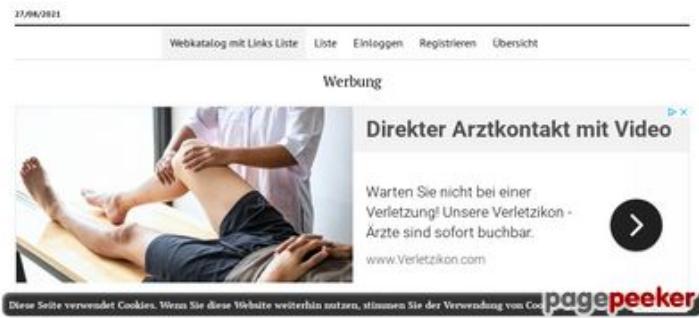 27/08/2021
Webkatalog mit Links Liste Liste Einloggen Registrieren Übersicht
Werbung
Direkter Arztkontakt mit Video
Warten Sie nicht bei einer
Verletzung! Unsere Verletzikon -
Ärzte sind sofort buchbar.
www.Verletzikon.com
Diese Seite verwendet Cookies. Wenn Sie diese Website weiterhin nutzen, stimmen Sie der Verwendung von
pagepeeker